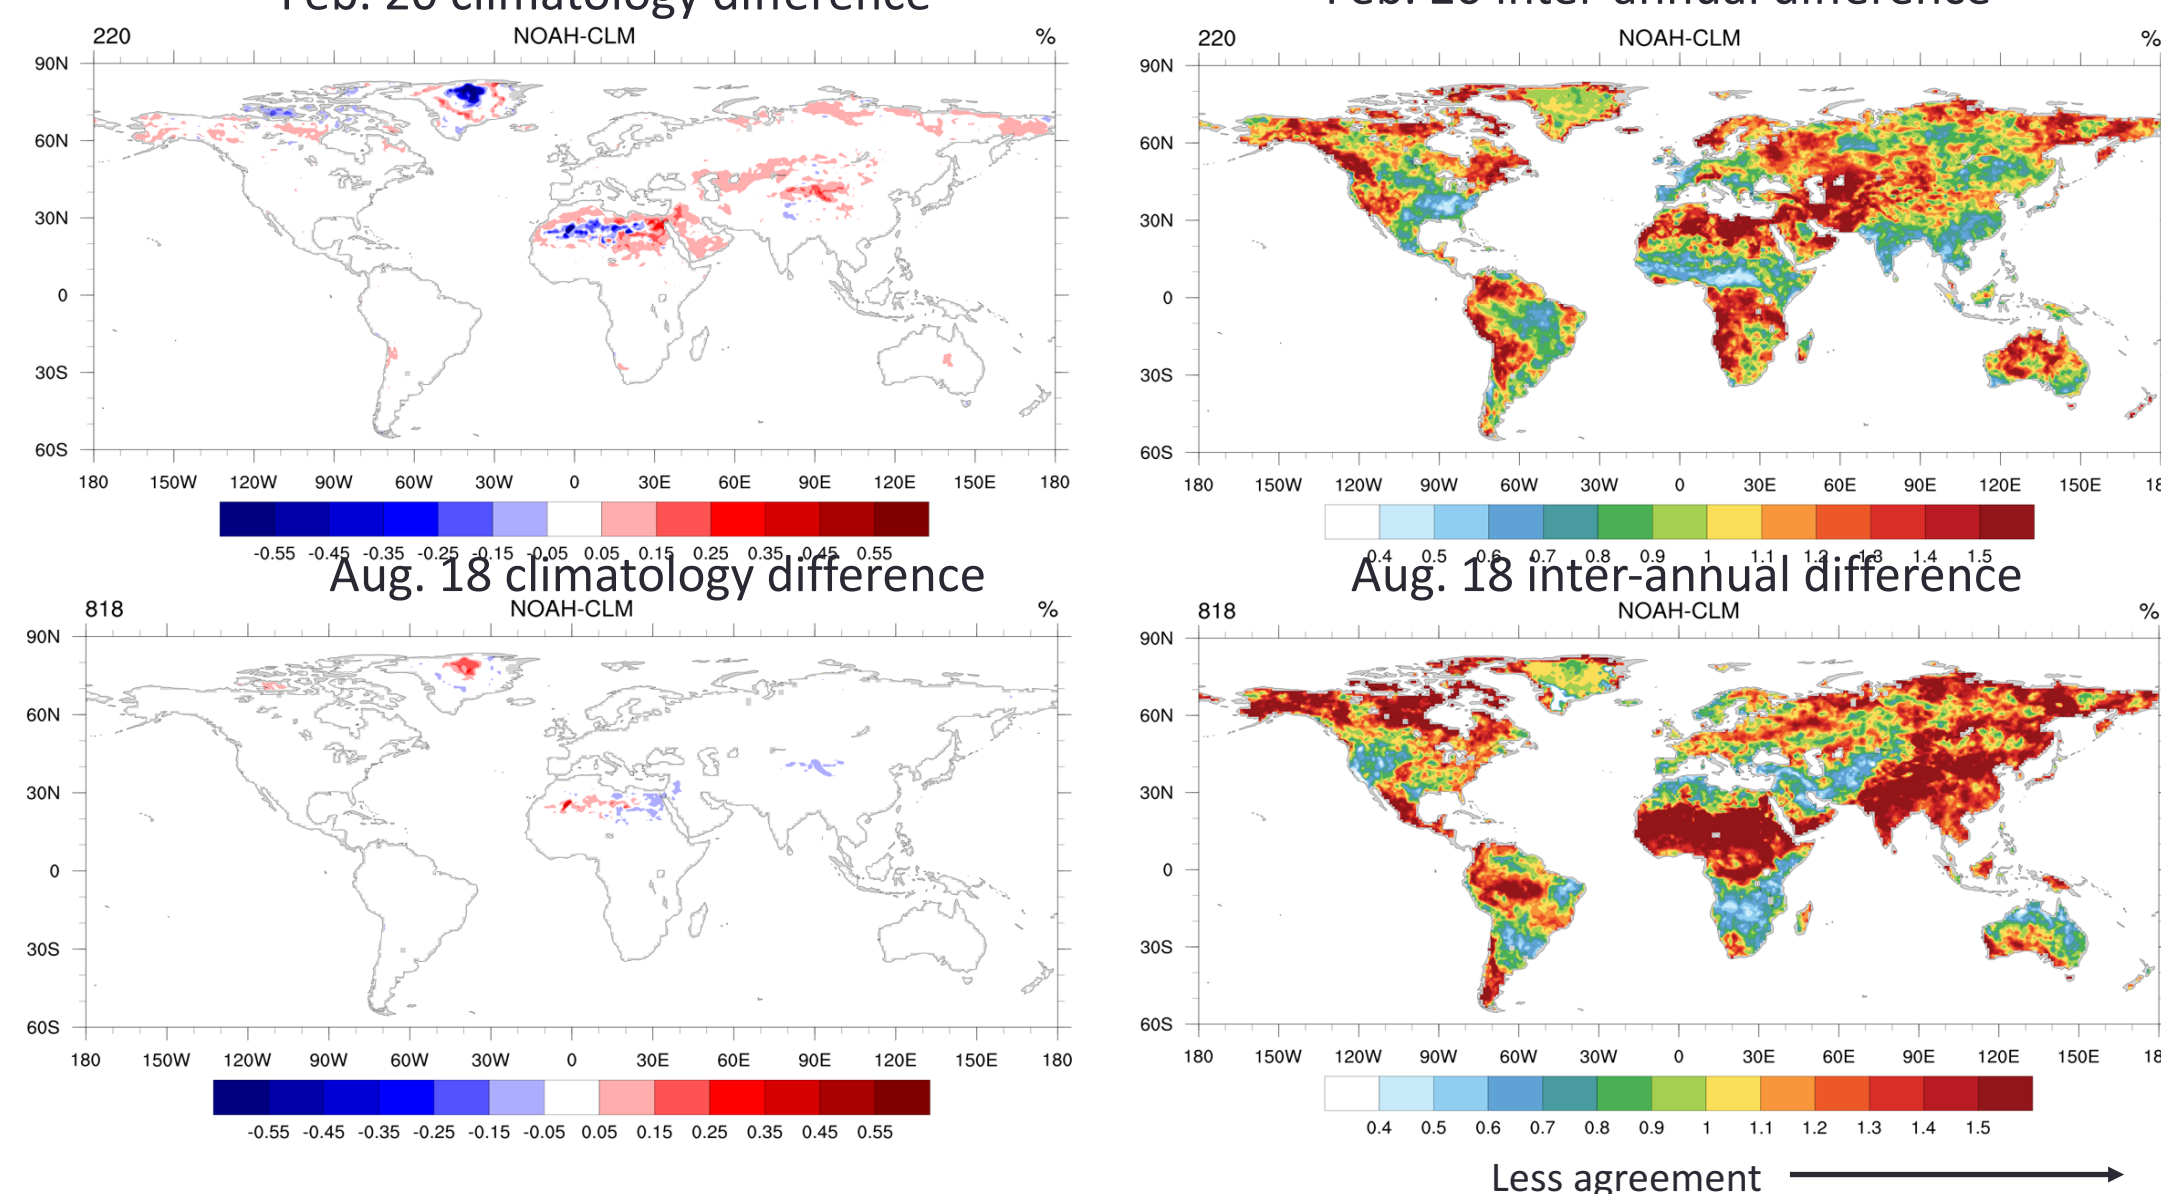 Feb. 20 climatology difference
220 NOAH-CLM %
90N
60N
30N
0
30S
60S
180 150W 120W 90W 60W 30W 0 30E 60E 90E 120E 150E 180
-0.55 -0.45 -0.35 -0.25 -0.15 -0.05 0.05 0.15 0.25 0.35 0.45 0.55
Feb. 20 inter-annual difference
220 NOAH-CLM %
90N
60N
30N
0
30S
60S
180 150W 120W 90W 60W 30W 0 30E 60E 90E 120E 150E 18
0.4 0.5 0.6 0.7 0.8 0.9 1 1.1 1.2 1.3 1.4 1.5
Aug. 18 climatology difference
818 NOAH-CLM %
90N
60N
30N
0
30S
60S
180 150W 120W 90W 60W 30W 0 30E 60E 90E 120E 150E 180
-0.55 -0.45 -0.35 -0.25 -0.15 -0.05 0.05 0.15 0.25 0.35 0.45 0.55
Aug. 18 inter-annual difference
818 NOAH-CLM %
90N
60N
30N
0
30S
60S
180 150W 120W 90W 60W 30W 0 30E 60E 90E 120E 150E 18
0.4 0.5 0.6 0.7 0.8 0.9 1 1.1 1.2 1.3 1.4 1.5
Less agreement